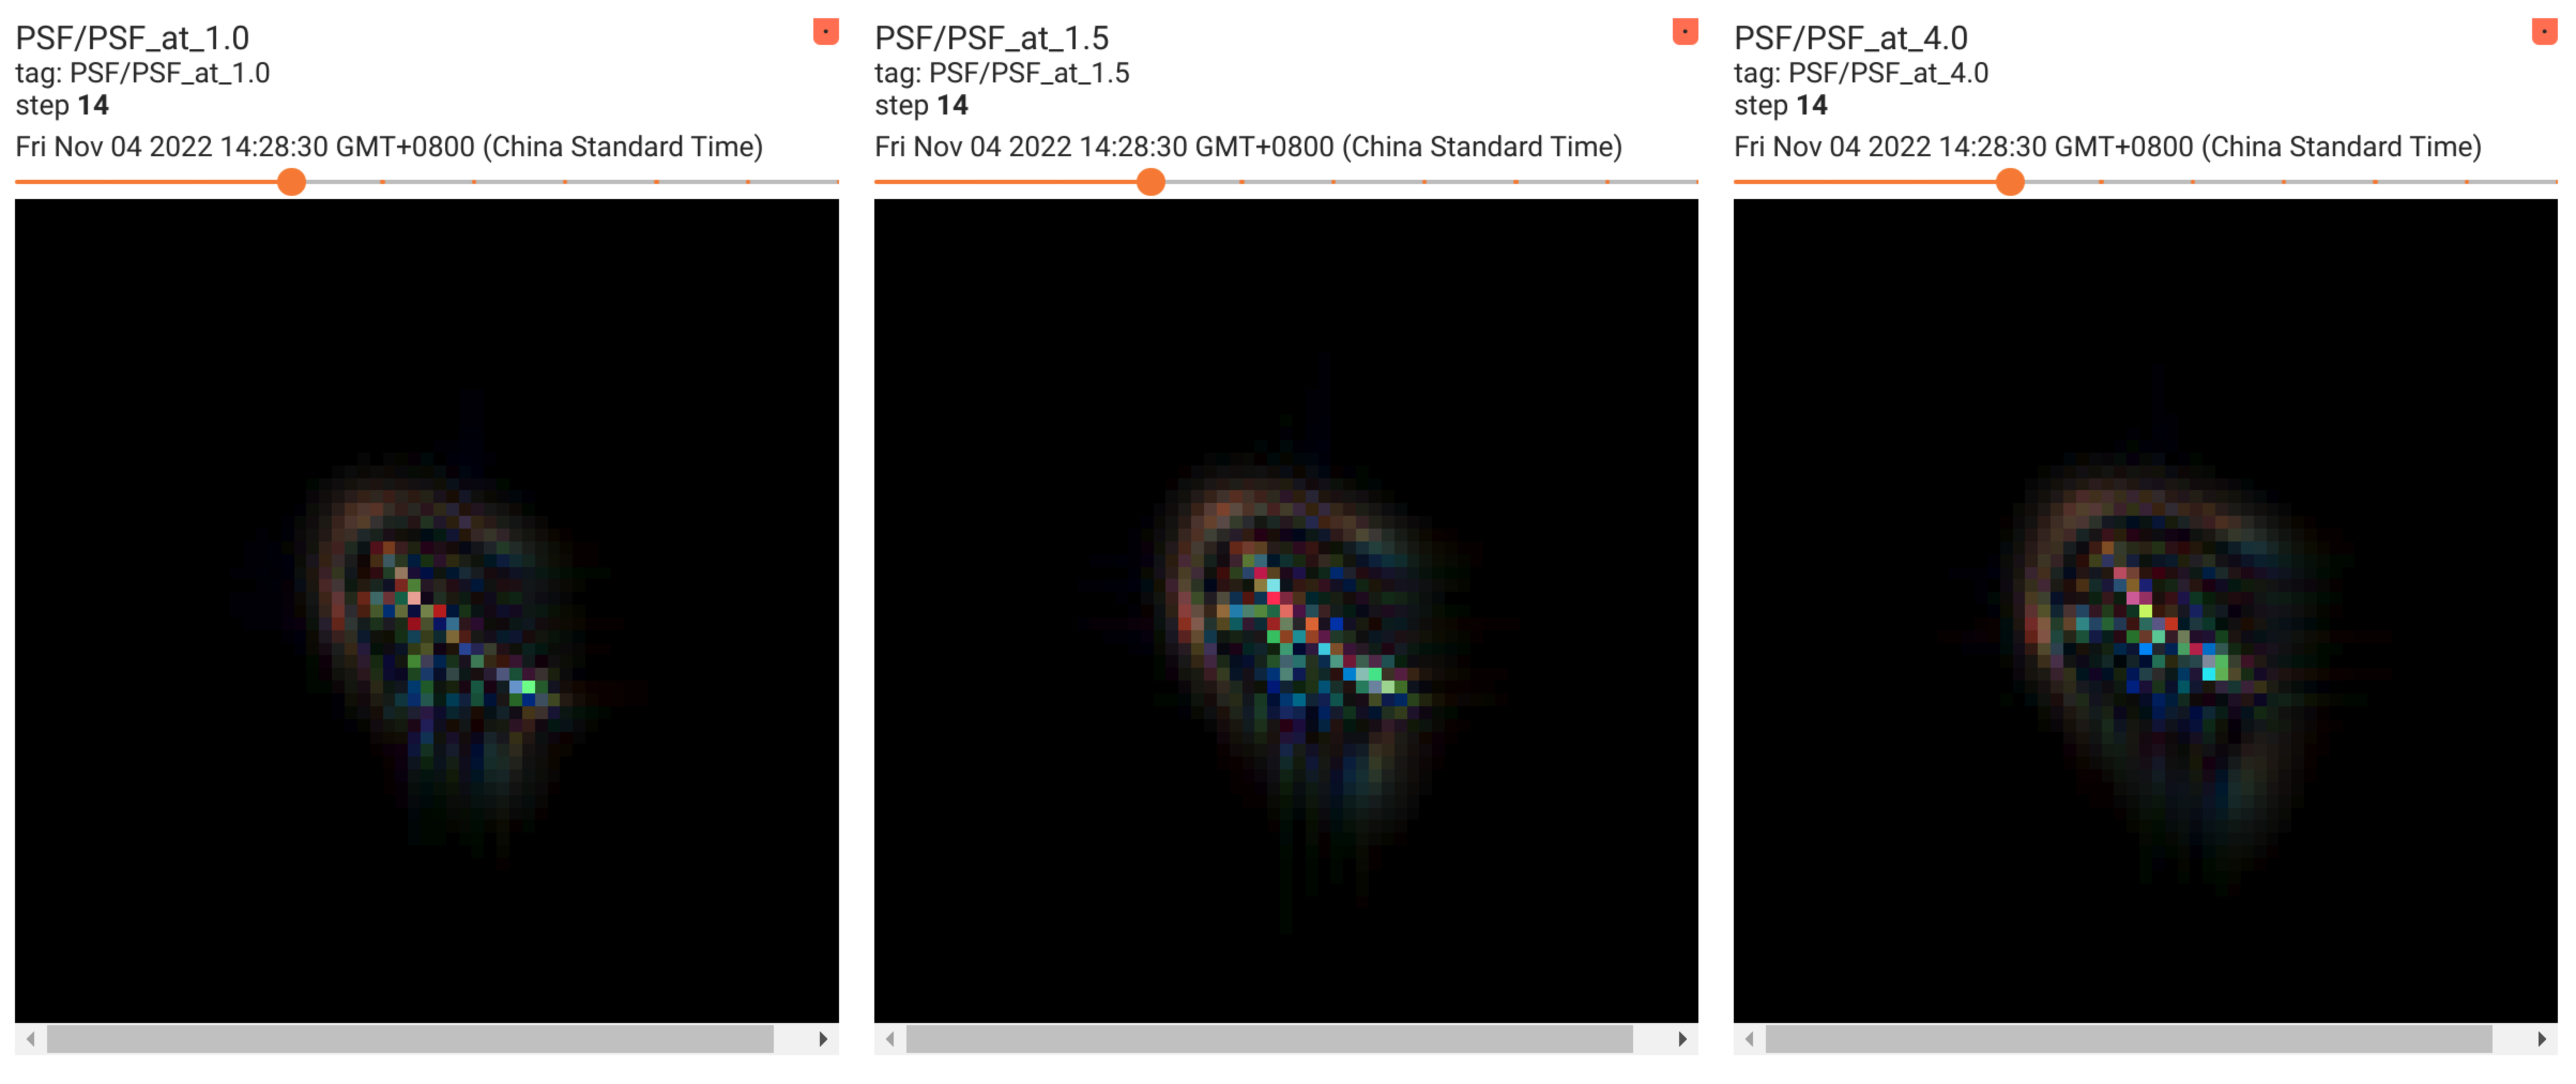 PSF/PSF_at_1.0
tag: PSF/PSF_at_1.0
step 14
Fri Nov 04 2022 14:28:30 GMT+0800 (China Standard Time)
PSF/PSF_at_1.5
tag: PSF/PSF_at_1.5
step 14
Fri Nov 04 2022 14:28:30 GMT+0800 (China Standard Time)
PSF/PSF_at_4.0
tag: PSF/PSF_at_4.0
step 14
Fri Nov 04 2022 14:28:30 GMT+0800 (China Standard Time)